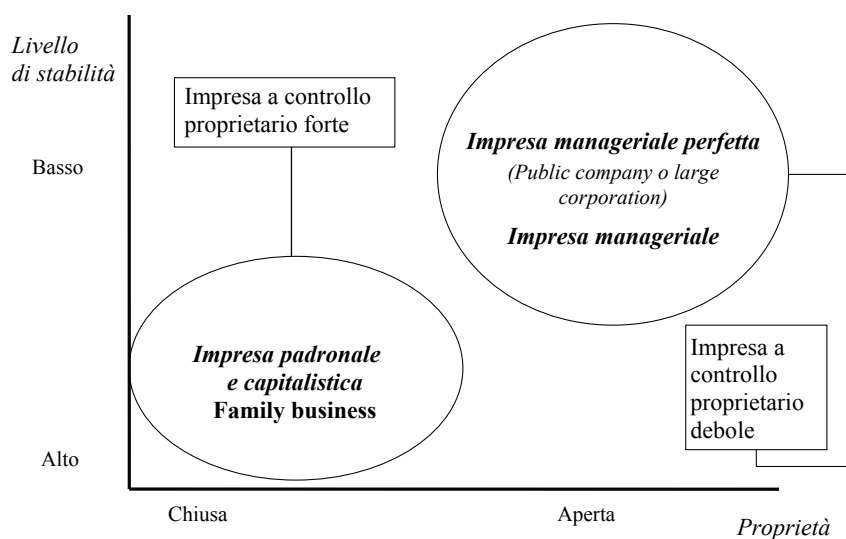 Livello
di stabilità
Impresa a controllo
proprietario forte
Impresa manageriale perfetta
(Public company o large
corporation)
Impresa manageriale
Basso
Impresa padronale
e capitalistica
Family business
Impresa a
controllo
proprietario
debole
Alto
Chiusa
Aperta
Proprietà